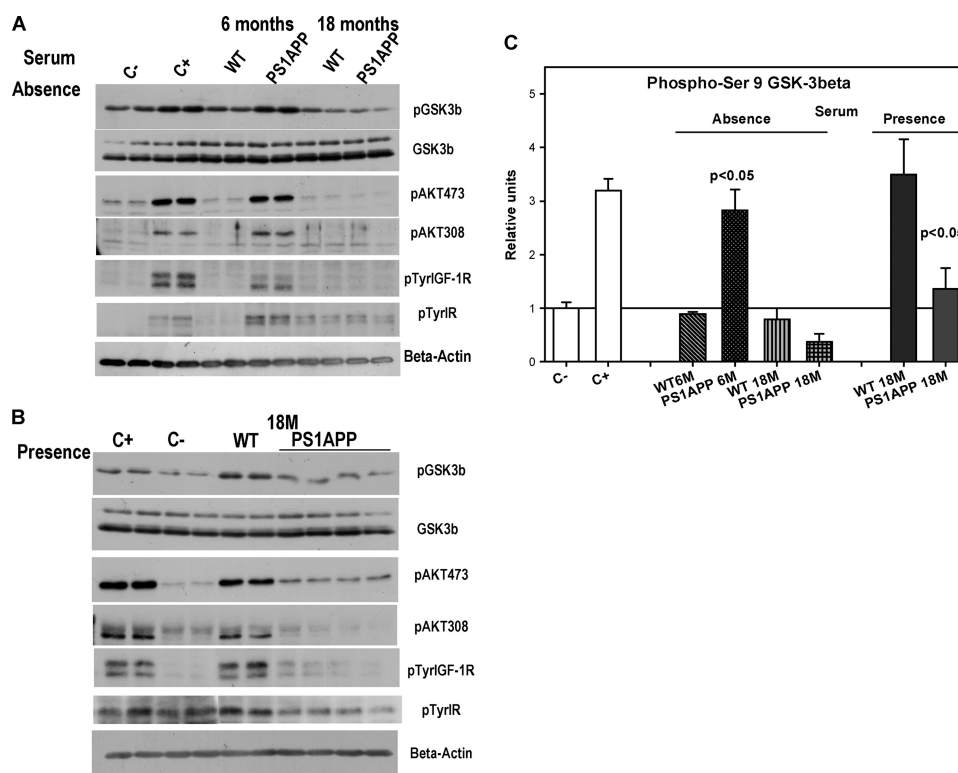 A
6 months 18 months
Serum
Absence
C- C+ WT PS1APP WT PS1APP
pGSK3b
GSK3b
pAKT473
pAKT308
pTyrIGF-1R
pTyrIR
Beta-Actin
B
18M
Presence
C+ C- WT PS1APP
pGSK3b
GSK3b
pAKT473
pAKT308
pTyrIGF-1R
pTyrIR
Beta-Actin
C
Phospho-Ser 9 GSK-3beta
Absence Serum Presence
p<0.05
p<0.05
Relative units
5
4
3
2
1
0
C- C+ WT6M PS1APP 6M WT 18M PS1APP 18M WT 18M PS1APP 18M